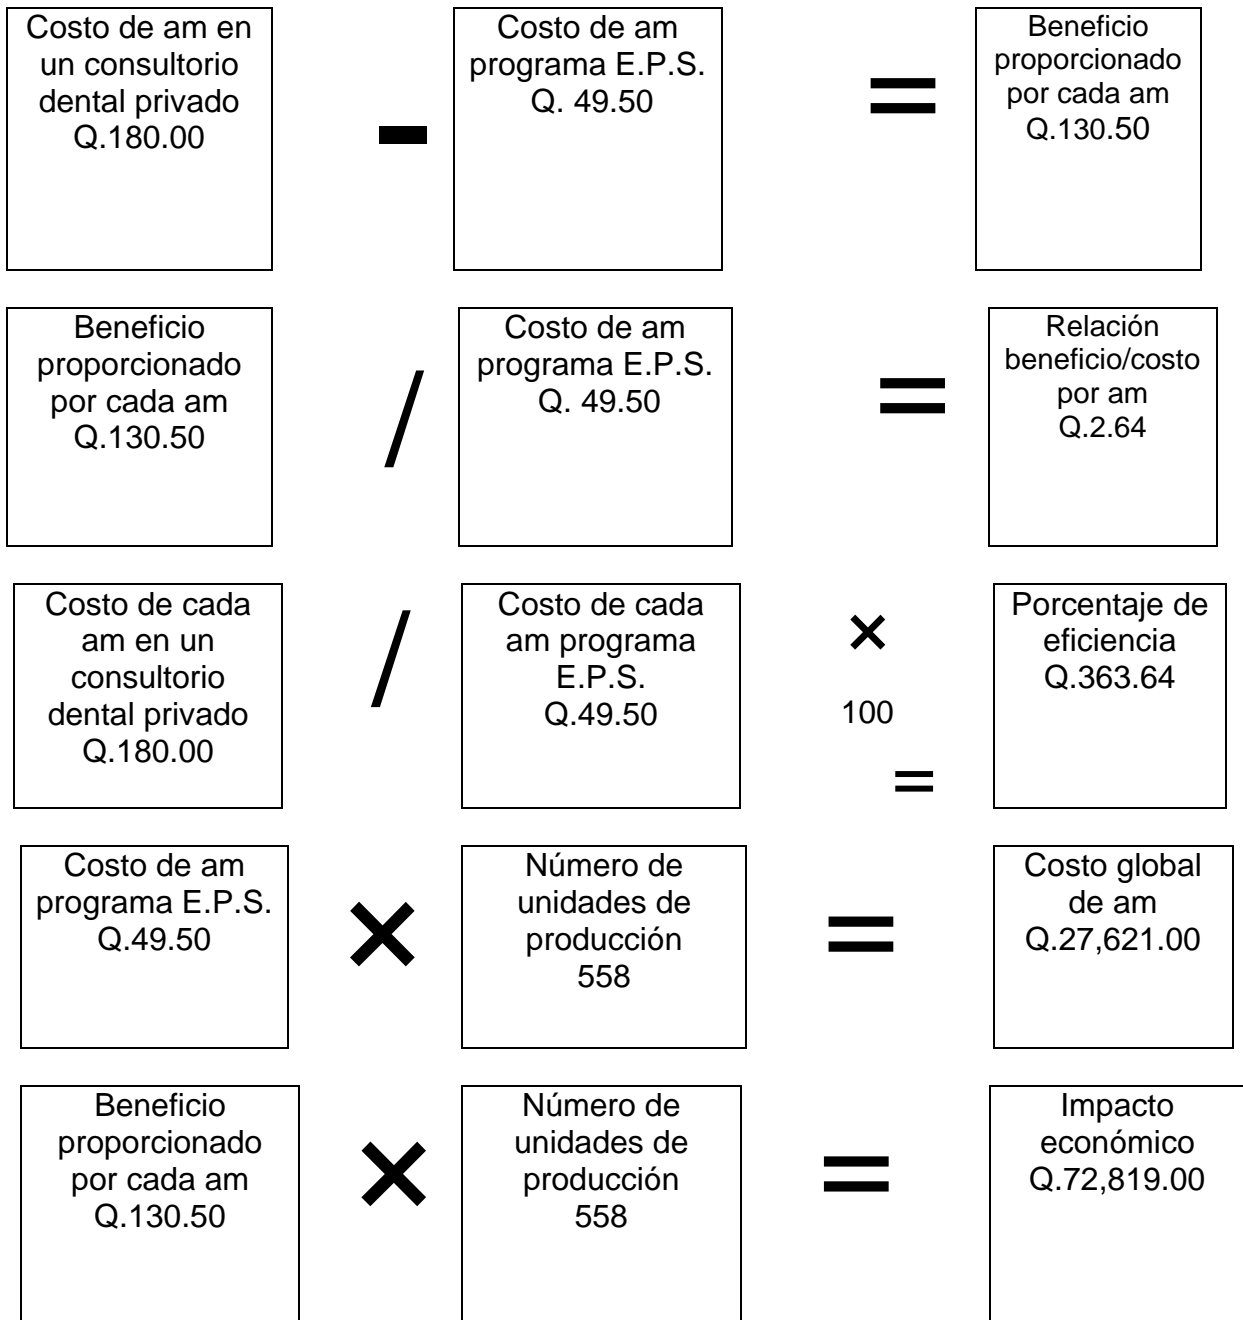 Costo de am en
un consultorio
dental privado
Q.180.00
-
Costo de am
programa E.P.S.
Q. 49.50
=
Beneficio
proporcionado
por cada am
Q.130.50
Beneficio
proporcionado
por cada am
Q.130.50
/
Costo de am
programa E.P.S.
Q. 49.50
=
Relación
beneficio/costo
por am
Q.2.64
Costo de cada
am en un
consultorio
dental privado
Q.180.00
/
Costo de cada
am programa
E.P.S.
Q.49.50
×
100
=
Porcentaje de
eficiencia
Q.363.64
Costo de am
programa E.P.S.
Q.49.50
×
Número de
unidades de
producción
558
=
Costo global
de am
Q.27,621.00
Beneficio
proporcionado
por cada am
Q.130.50
×
Número de
unidades de
producción
558
=
Impacto
económico
Q.72,819.00